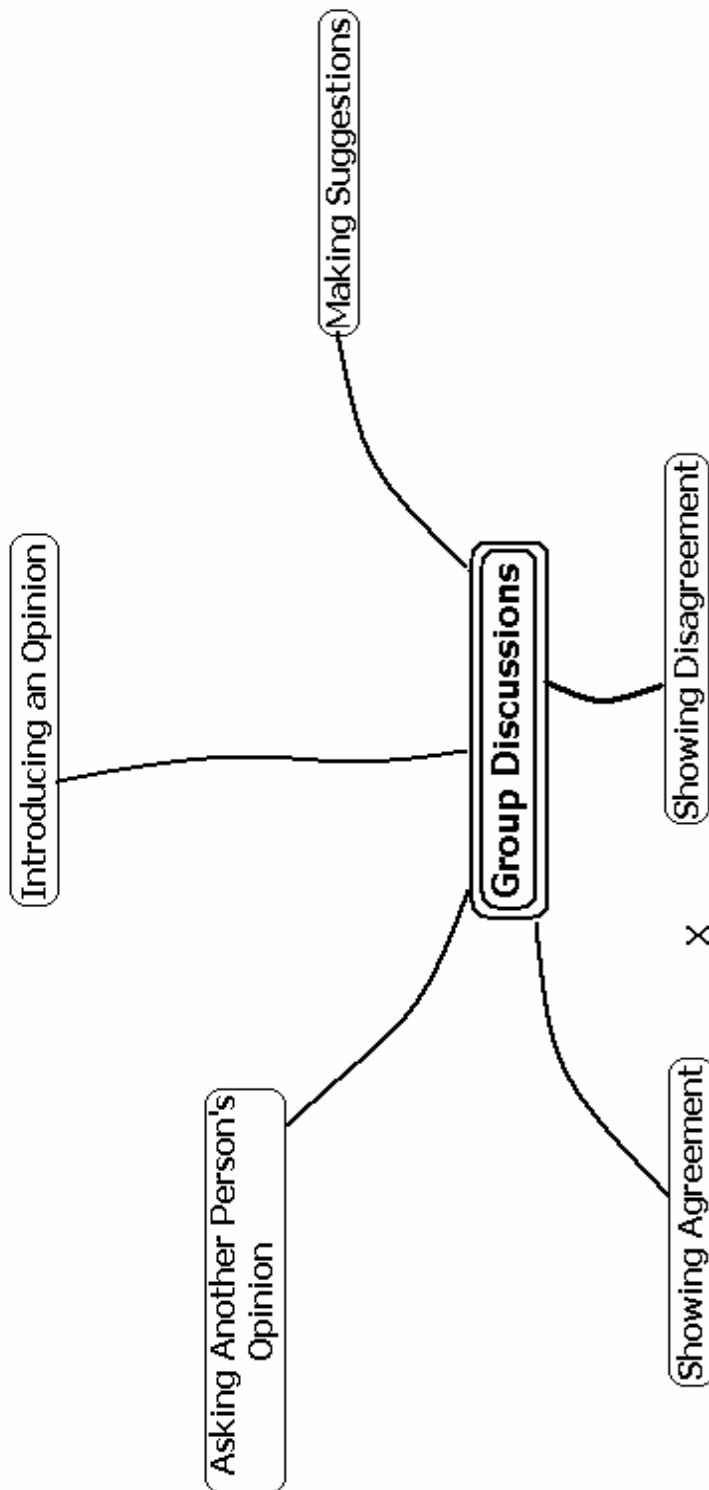 Introducing an Opinion
Asking Another Person's
Opinion
Making Suggestions
Group Discussions
Showing Agreement
X
Showing Disagreement